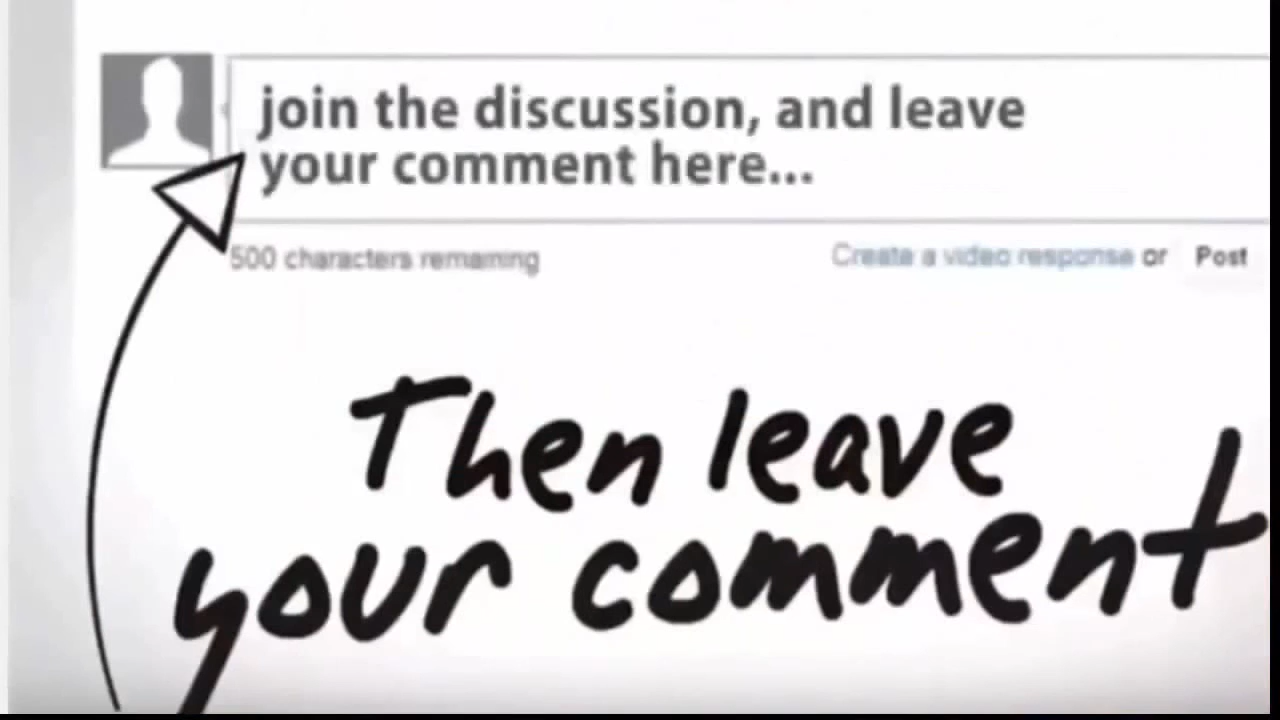 join the discussion, and leave
your comment here...
500 characters remaining
Create a video response or Post
Then leave
your comment